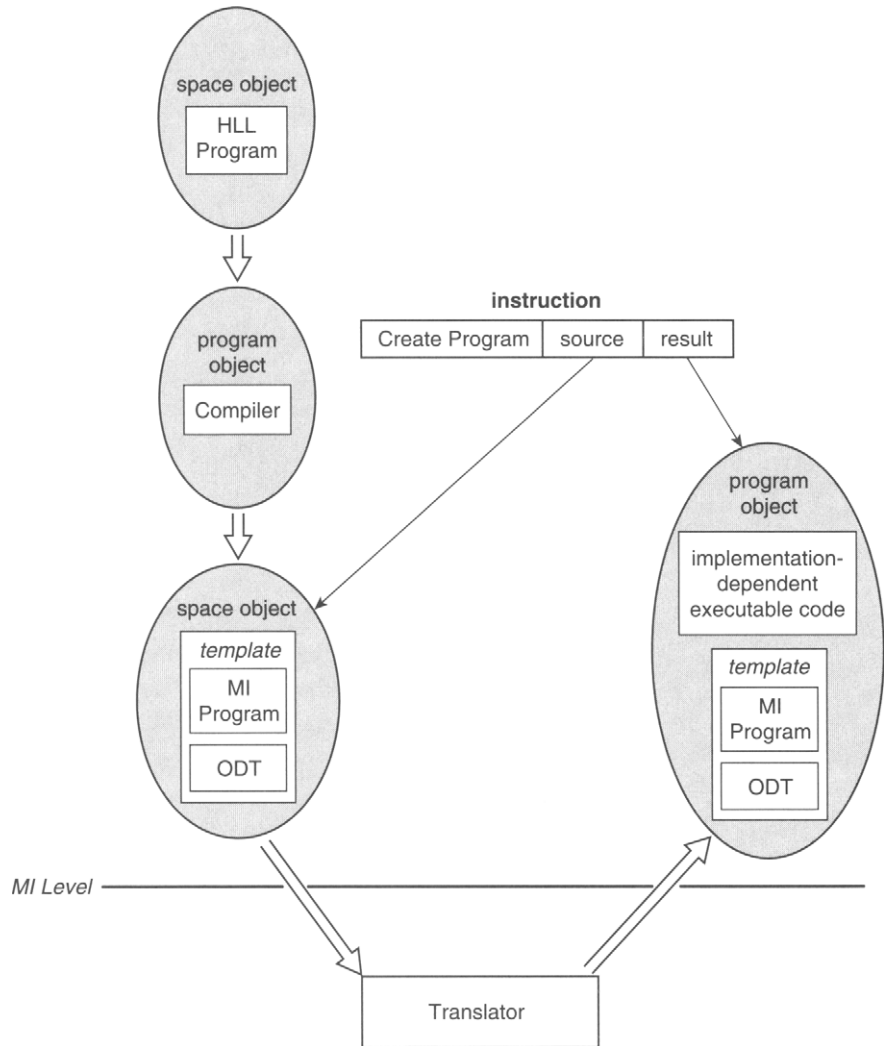 space object
HLL
Program
program
object
Compiler
instruction
Create Program source result
space object
template
MI
Program
ODT
program
object
implementation-
dependent
executable code
template
MI
Program
ODT
MI Level
Translator